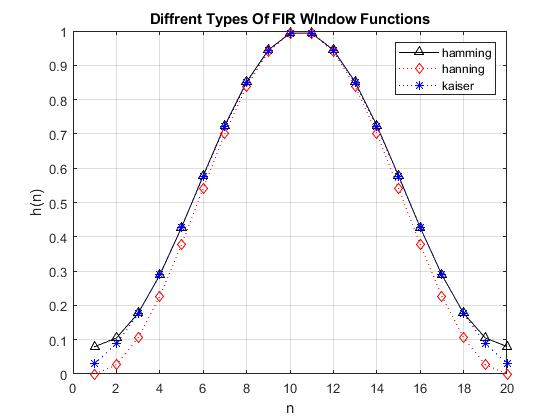 Diffrent Types Of FIR WIndow Functions
hamming
hanning
kaiser
1
0.9
0.8
0.7
0.6
0.5
0.4
0.3
0.2
0.1
0
h(n)
0 2 4 6 8 10 12 14 16 18 20
n